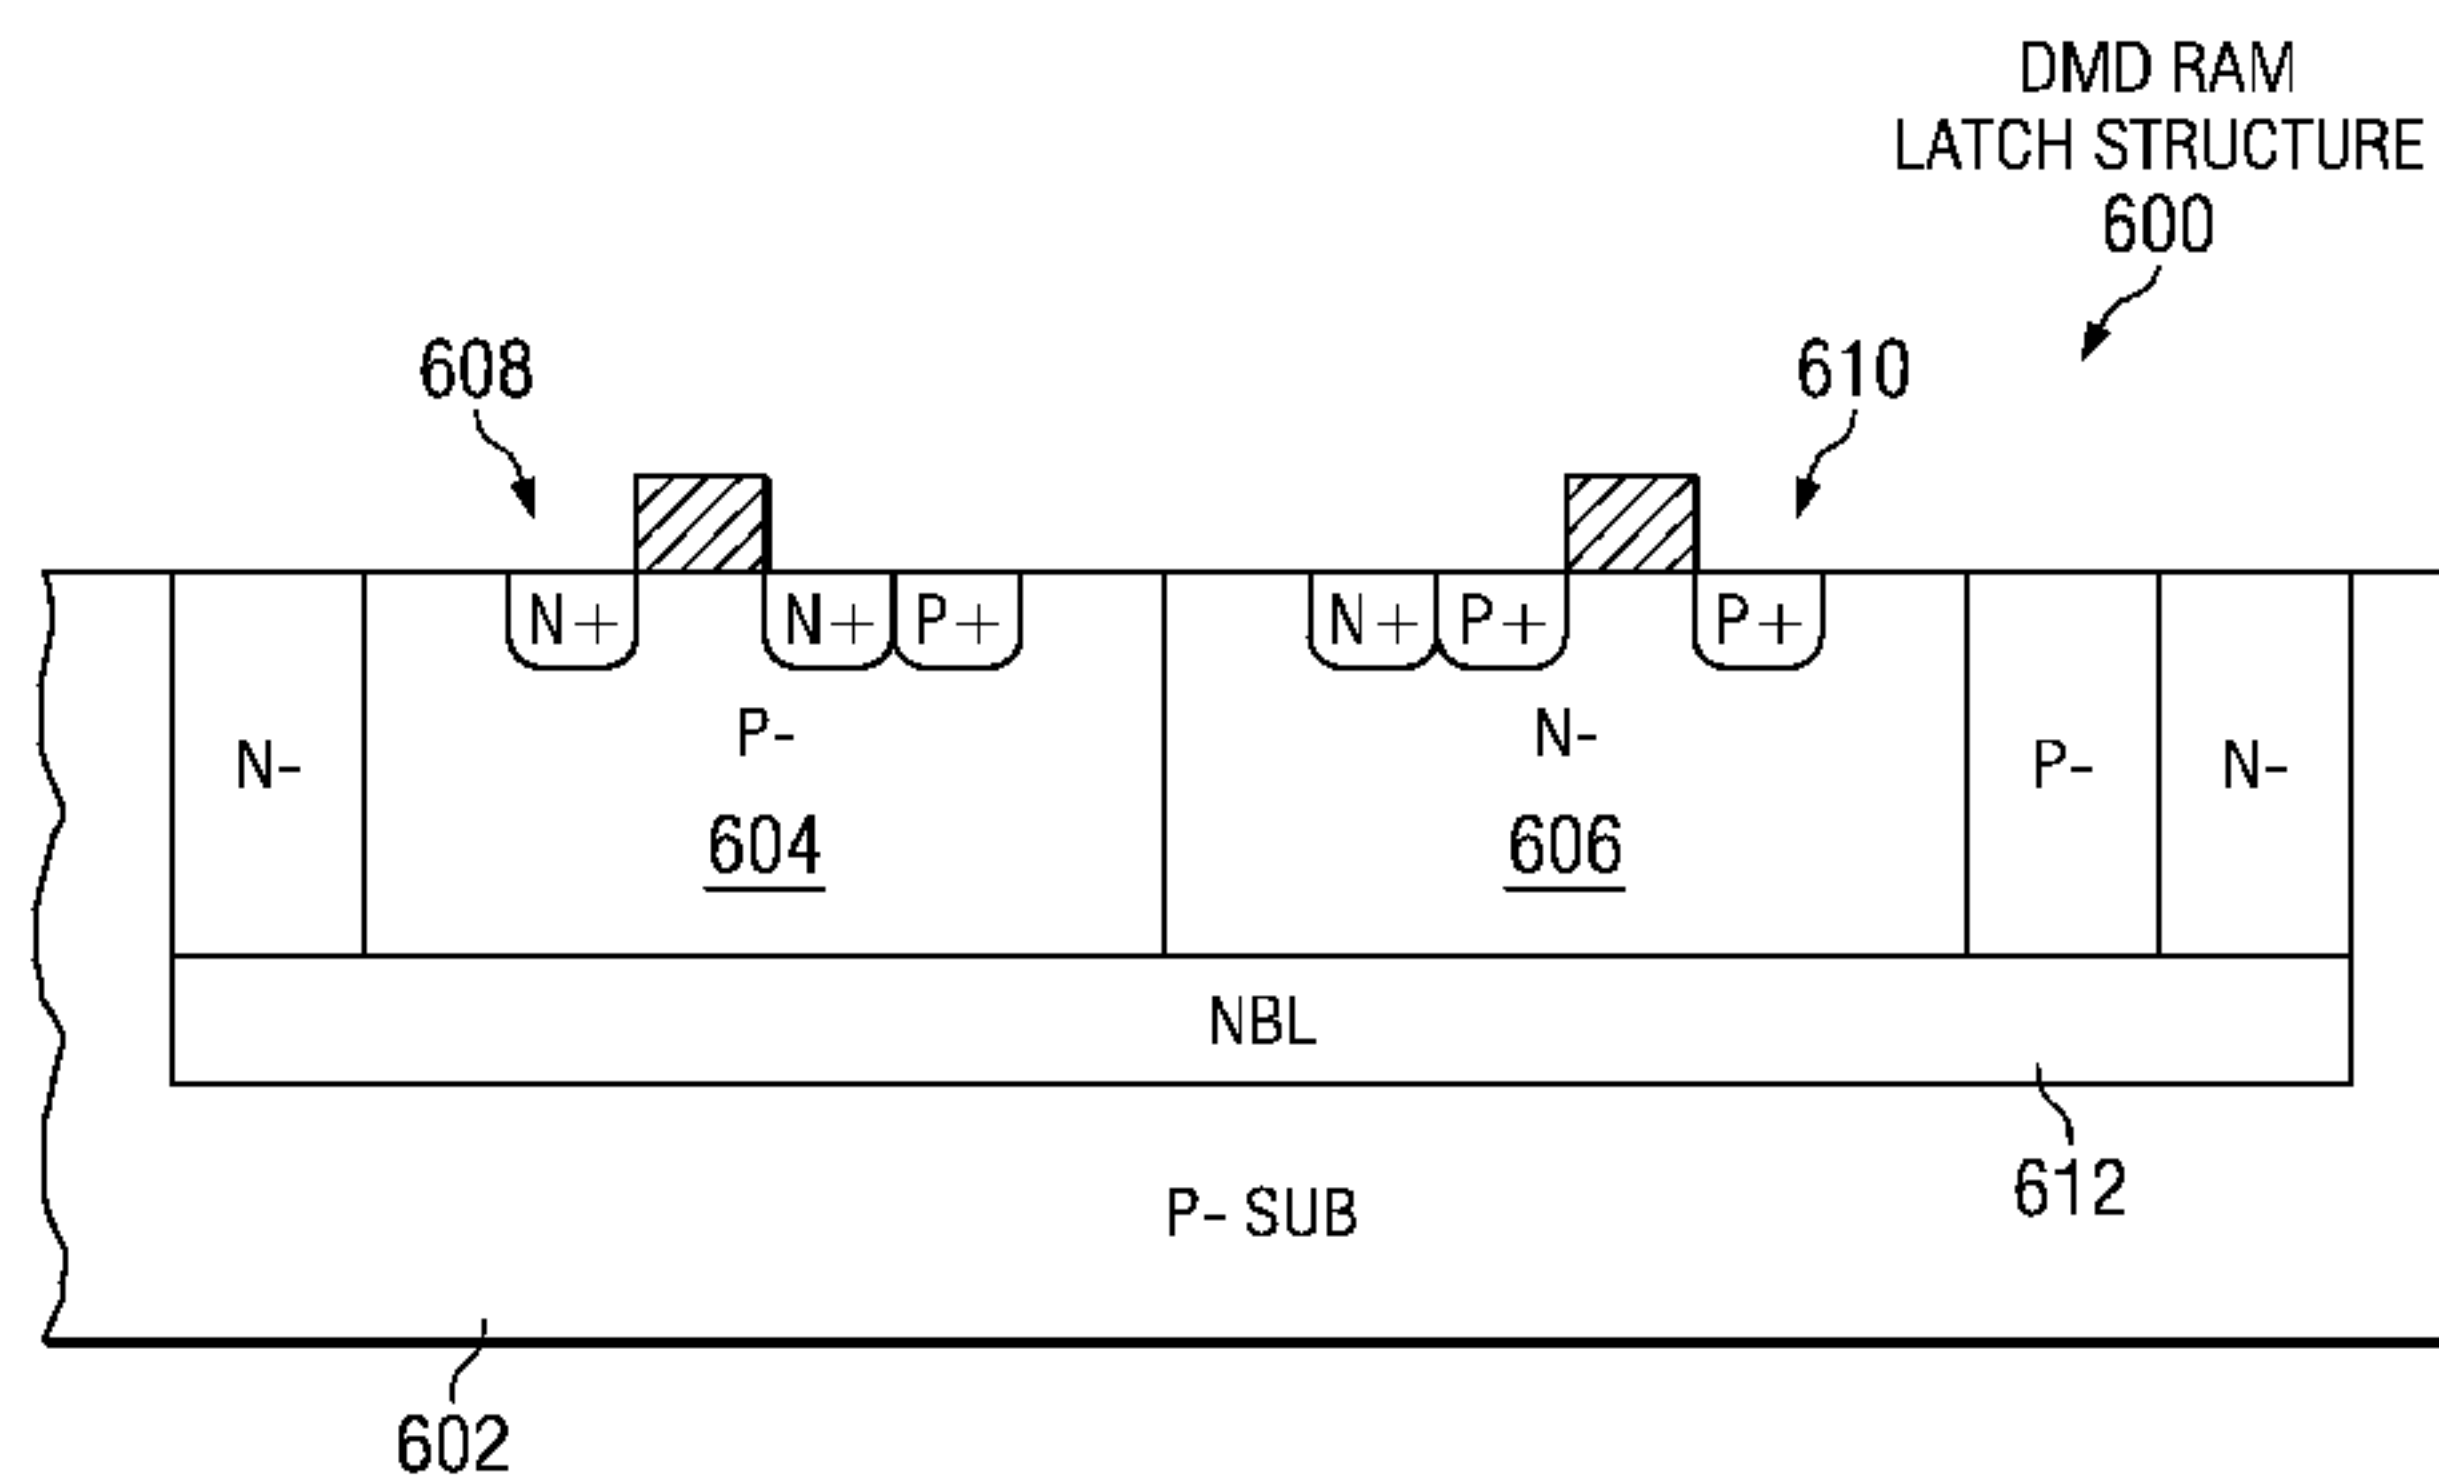 DMD RAM
LATCH STRUCTURE
600
608
610
N+
N+
P+
N+
P+
P+
N-
P-
604
N-
606
P-
N-
NBL
612
P- SUB
602